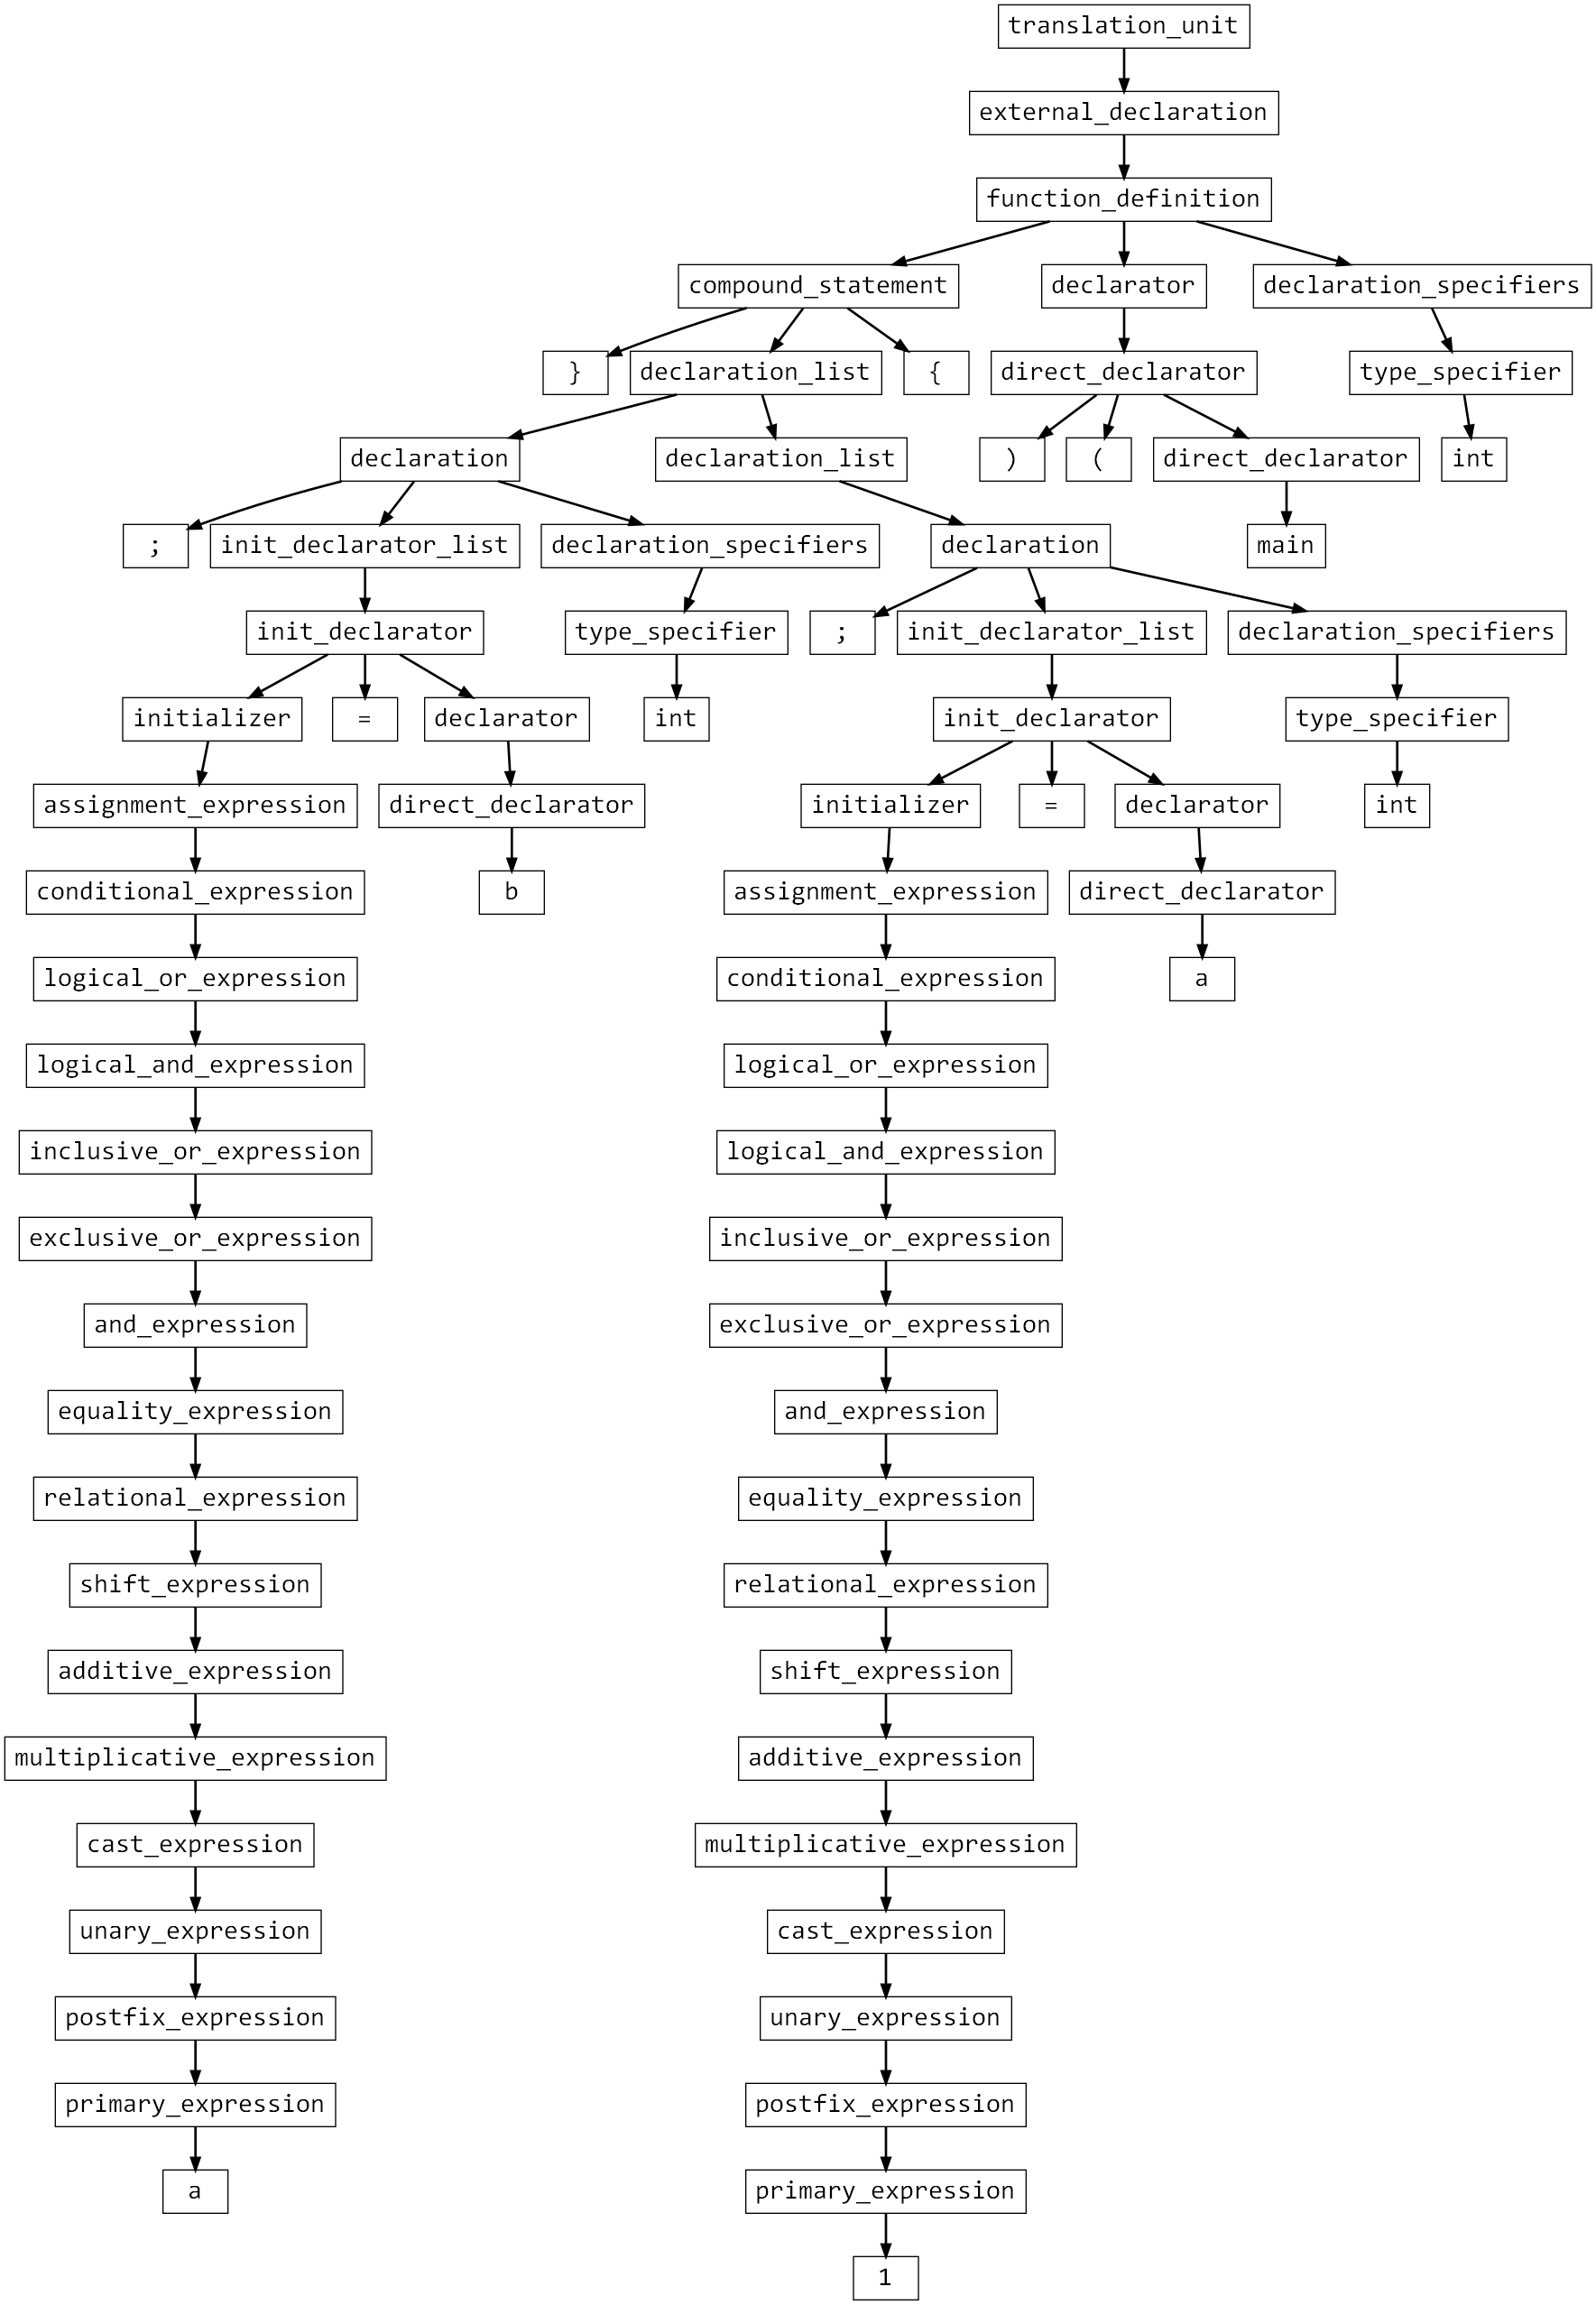 translation_unit
external_declaration
function_definition
compound_statement
declarator
declaration_specifiers
}
declaration_list
{
direct_declarator
type_specifier
declaration
declaration_list
)
(
direct_declarator
int
;
init_declarator_list
declaration_specifiers
declaration
main
init_declarator
type_specifier
;
init_declarator_list
declaration_specifiers
initializer
=
declarator
int
init_declarator
type_specifier
assignment_expression
direct_declarator
initializer
=
declarator
int
conditional_expression
b
assignment_expression
direct_declarator
logical_or_expression
conditional_expression
a
logical_and_expression
logical_or_expression
inclusive_or_expression
logical_and_expression
exclusive_or_expression
inclusive_or_expression
and_expression
exclusive_or_expression
equality_expression
and_expression
relational_expression
equality_expression
shift_expression
relational_expression
additive_expression
shift_expression
multiplicative_expression
additive_expression
cast_expression
multiplicative_expression
unary_expression
cast_expression
postfix_expression
unary_expression
primary_expression
postfix_expression
a
primary_expression
1